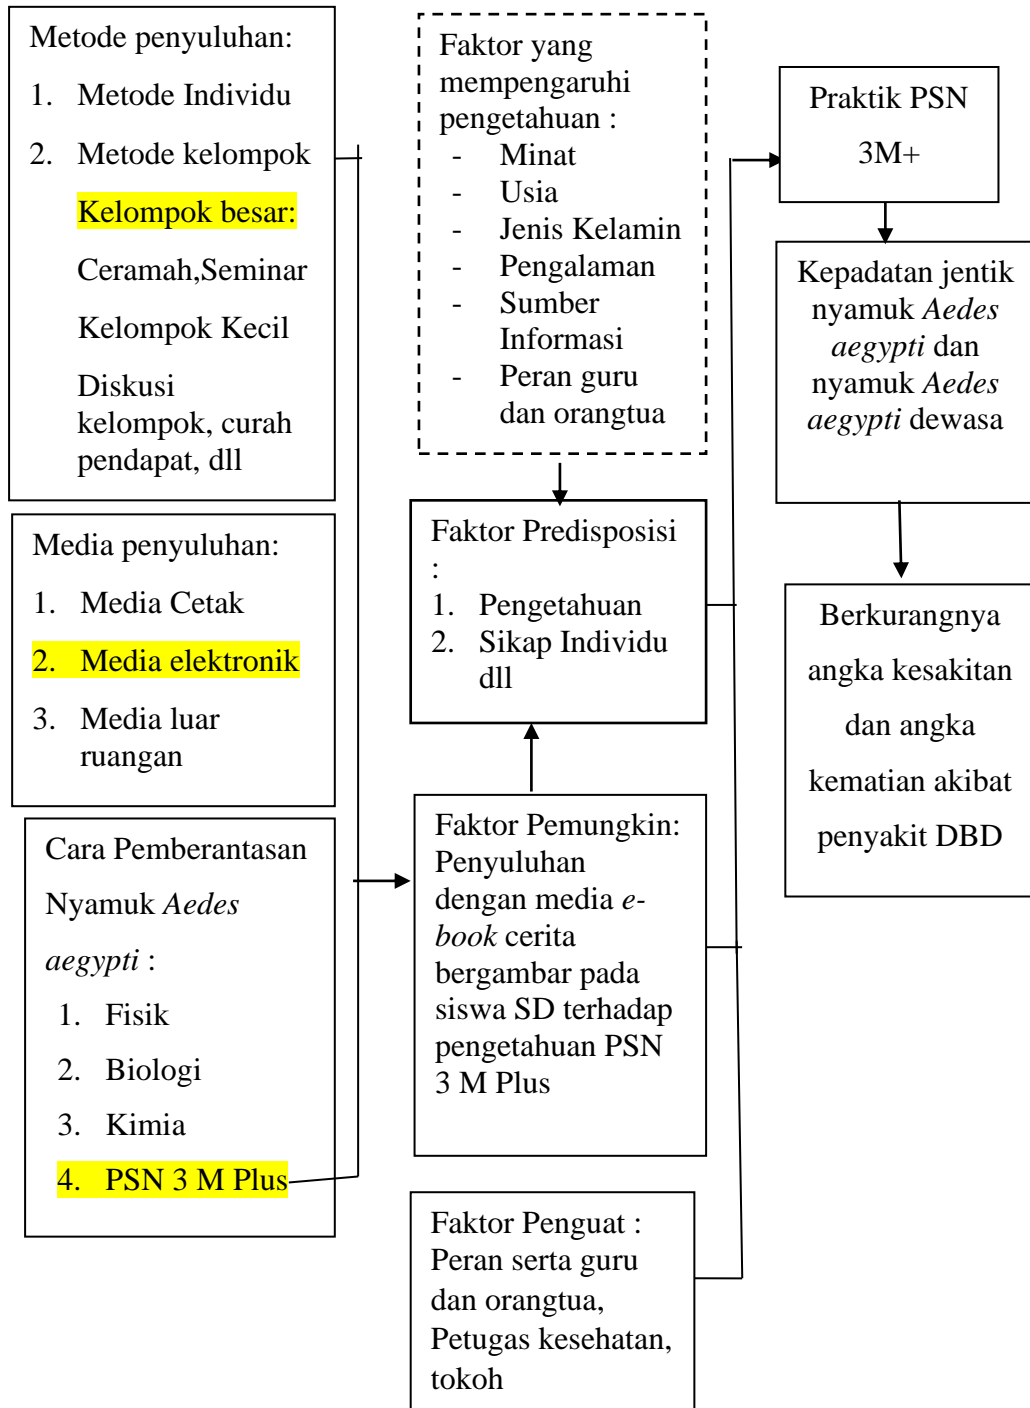 Metode penyuluhan:
1. Metode Individu
2. Metode kelompok
Kelompok besar:
Ceramah,Seminar
Kelompok Kecil
Diskusi
kelompok, curah
pendapat, dll
Media penyuluhan:
1. Media Cetak
2. Media elektronik
3. Media luar
ruangan
Cara Pemberantasan
Nyamuk Aedes
aegypti :
1. Fisik
2. Biologi
3. Kimia
4. PSN 3 M Plus
Faktor yang
mempengaruhi
pengetahuan :
- Minat
- Usia
- Jenis Kelamin
- Pengalaman
- Sumber
Informasi
- Peran guru
dan orangtua
Faktor Predisposisi
:
1. Pengetahuan
2. Sikap Individu
dll
Faktor Pemungkin:
Penyuluhan
dengan media e-
book cerita
bergambar pada
siswa SD terhadap
pengetahuan PSN
3 M Plus
Faktor Penguat :
Peran serta guru
dan orangtua,
Petugas kesehatan,
tokoh
Praktik PSN
3M+
Kepadatan jentik
nyamuk Aedes
aegypti dan
nyamuk Aedes
aegypti dewasa
Berkurangnya
angka kesakitan
dan angka
kematian akibat
penyakit DBD